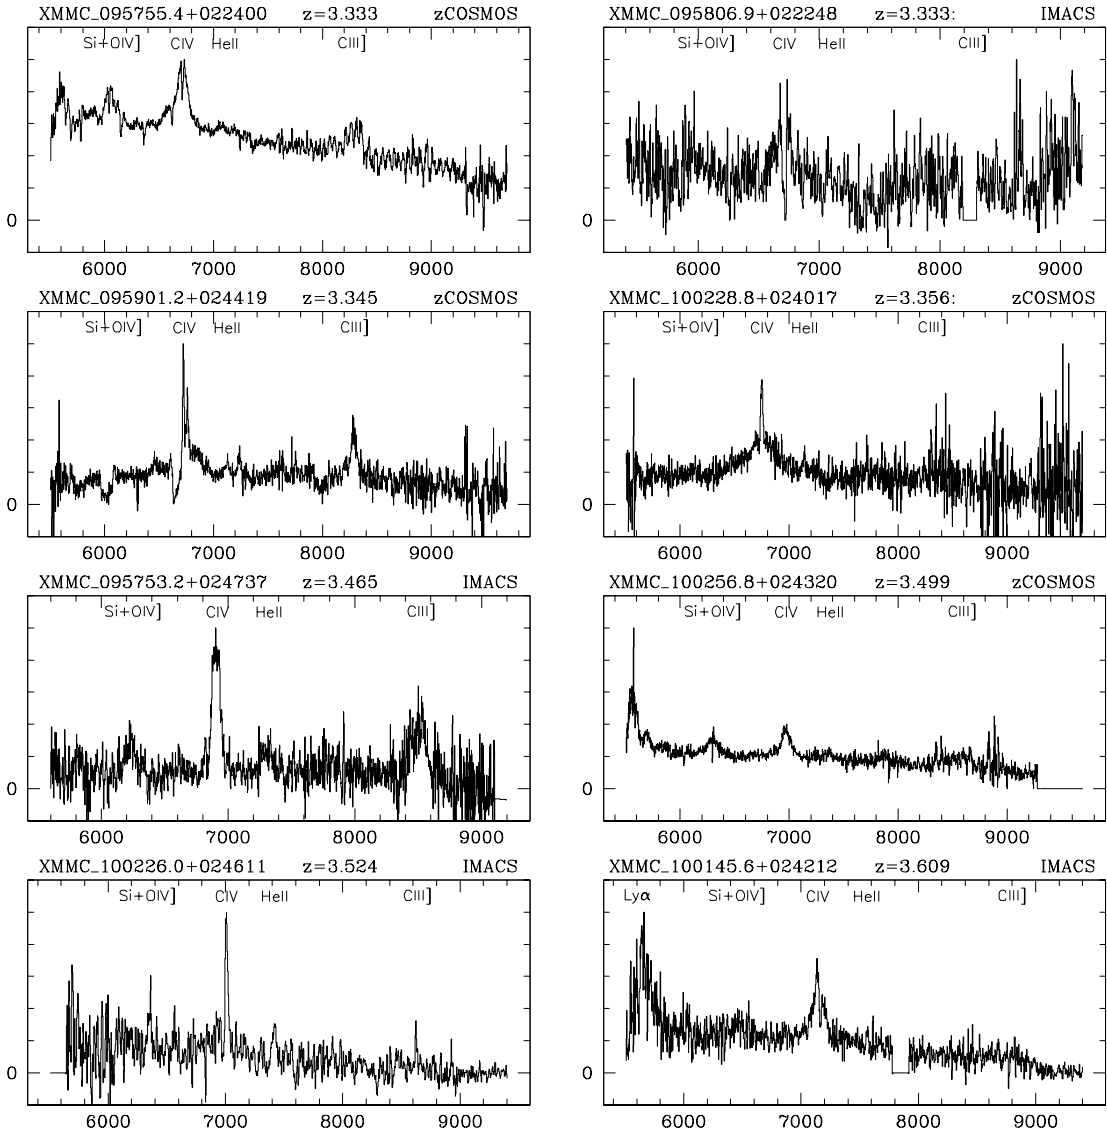 XMMC_095755.4+022400 z=3.333 zCOSMOS
Si+OIV] CIV HeII CIII]
0
6000 7000 8000 9000
XMMC_095806.9+022248 z=3.333: IMACS
Si+OIV] CIV HeII CIII]
0
6000 7000 8000 9000
XMMC_095901.2+024419 z=3.345 zCOSMOS
Si+OIV] CIV HeII CIII]
0
6000 7000 8000 9000
XMMC_100228.8+024017 z=3.356: zCOSMOS
Si+OIV] CIV HeII CIII]
0
6000 7000 8000 9000
XMMC_095753.2+024737 z=3.465 IMACS
Si+OIV] CIV HeII CIII]
0
6000 7000 8000 9000
XMMC_100256.8+024320 z=3.499 zCOSMOS
Si+OIV] CIV HeII CIII]
0
6000 7000 8000 9000
XMMC_100226.0+024611 z=3.524 IMACS
Si+OIV] CIV HeII CIII]
0
6000 7000 8000 9000
XMMC_100145.6+024212 z=3.609 IMACS
Lyα Si+OIV] CIV HeII CIII]
0
6000 7000 8000 9000